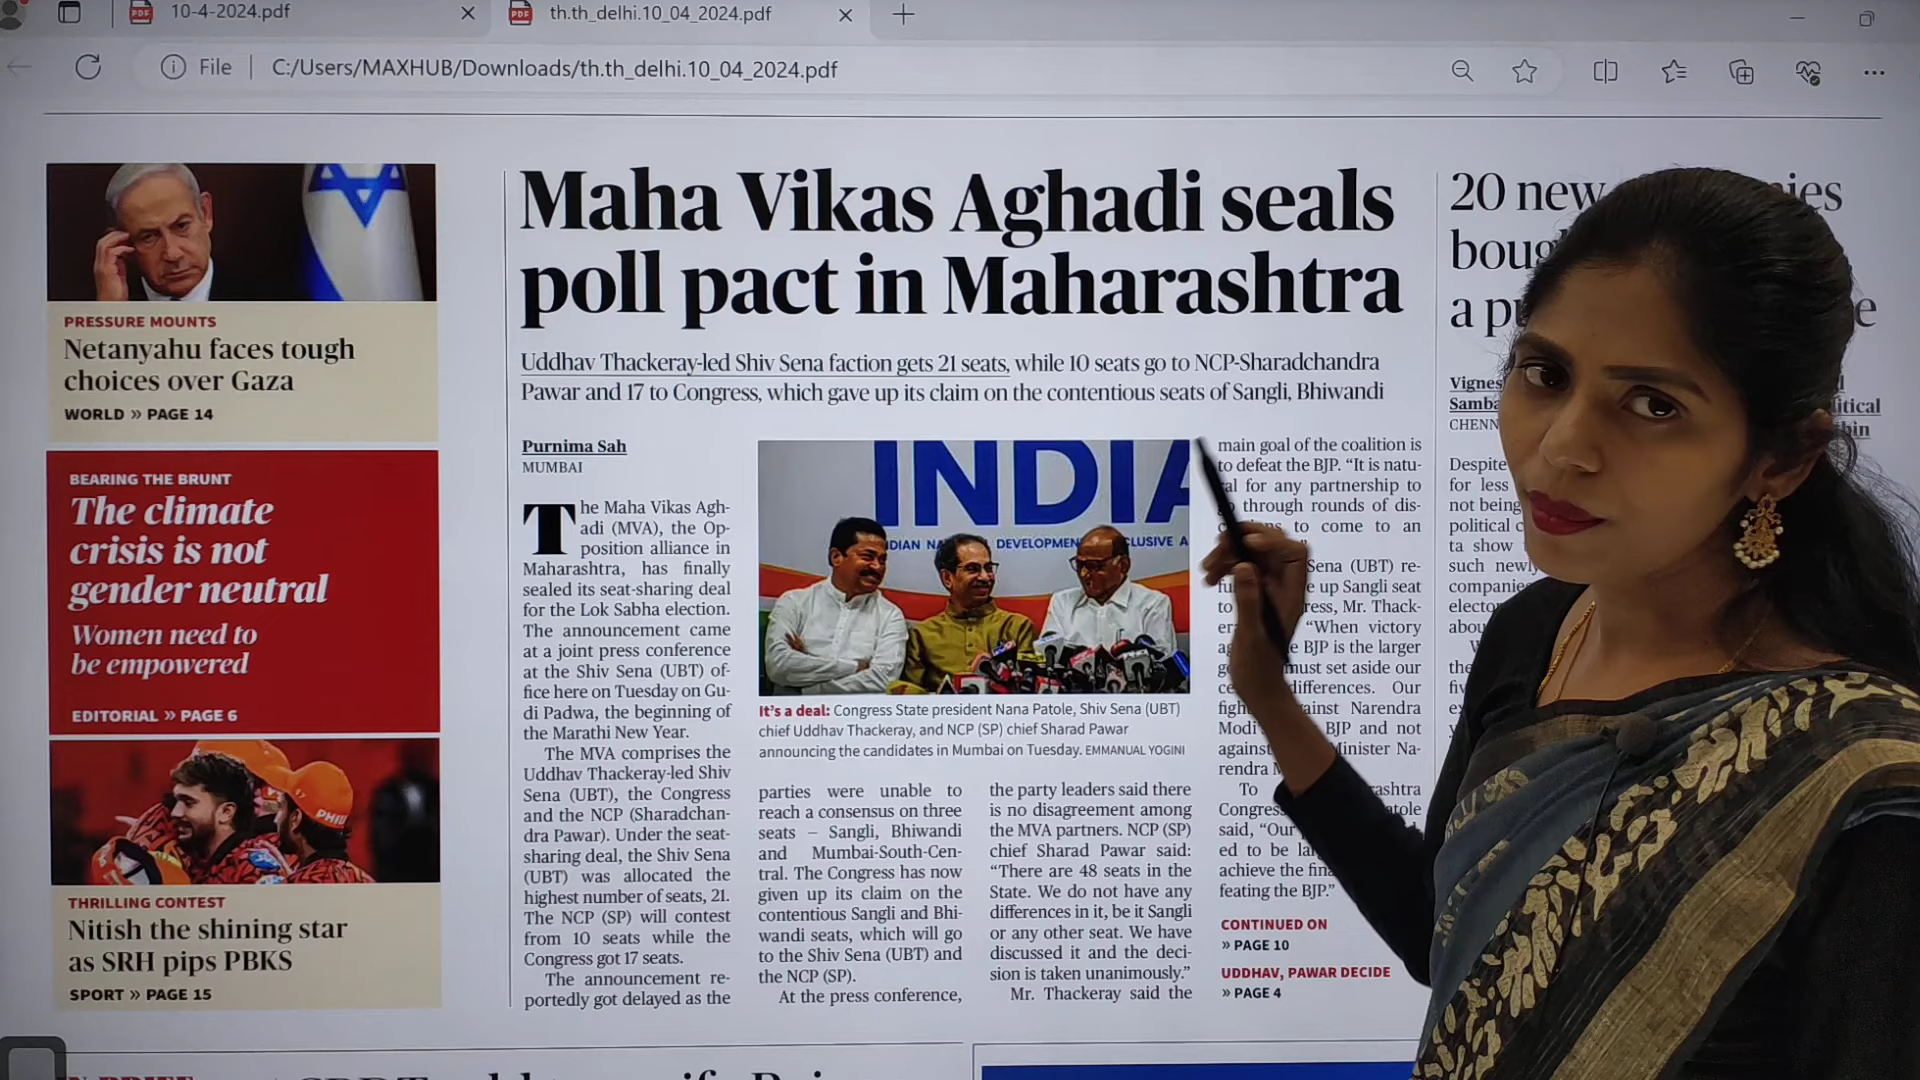 10-4-2024.pdf
th.th_delhi.10_04_2024.pdf
File
C:/Users/MAXHUB/Downloads/th.th_delhi.10_04_2024.pdf
PRESSURE MOUNTS
Netanyahu faces tough
choices over Gaza
WORLD » PAGE 14
BEARING THE BRUNT
The climate
crisis is not
gender neutral
Women need to
be empowered
EDITORIAL » PAGE 6
THRILLING CONTEST
Nitish the shining star
as SRH pips PBKS
SPORT » PAGE 15
Maha Vikas Aghadi seals
poll pact in Maharashtra
Uddhav Thackeray-led Shiv Sena faction gets 21 seats, while 10 seats go to NCP-Sharadchandra
Pawar and 17 to Congress, which gave up its claim on the contentious seats of Sangli, Bhiwandi
Purnima Sah
MUMBAI
The Maha Vikas Agh-
adi (MVA), the Op-
position alliance in
Maharashtra, has finally
sealed its seat-sharing deal
for the Lok Sabha election.
The announcement came
at a joint press conference
at the Shiv Sena (UBT) of-
fice here on Tuesday on Gu-
di Padwa, the beginning of
the Marathi New Year.
The MVA comprises the
Uddhav Thackeray-led Shiv
Sena (UBT), the Congress
and the NCP (Sharadchan-
dra Pawar). Under the seat-
sharing deal, the Shiv Sena
(UBT) was allocated the
highest number of seats, 21.
The NCP (SP) will contest
from 10 seats while the
Congress got 17 seats.
The announcement re-
portedly got delayed as the
INDIA
DEVELOPMEN
CLUSIVE A
It's a deal: Congress State president Nana Patole, Shiv Sena (UBT)
chief Uddhav Thackeray, and NCP (SP) chief Sharad Pawar
announcing the candidates in Mumbai on Tuesday. EMMANUAL YOGINI
parties were unable to
reach a consensus on three
seats – Sangli, Bhiwandi
and Mumbai-South-Cen-
tral. The Congress has now
given up its claim on the
contentious Sangli and Bhi-
wandi seats, which will go
to the Shiv Sena (UBT) and
the NCP (SP).
At the press conference,
the party leaders said there
is no disagreement among
the MVA partners. NCP (SP)
chief Sharad Pawar said:
"There are 48 seats in the
State. We do not have any
differences in it, be it Sangli
or any other seat. We have
discussed it and the deci-
sion is taken unanimously."
Mr. Thackeray said the
main goal of the coalition is
to defeat the BJP. "It is natu-
ral for any partnership to
through rounds of dis-
to come to an
Sena (UBT) re-
up Sangli seat
to Mr. Thack-
"When victory
BJP is the larger
must set aside our
differences. Our
Narendra
Modi's BJP and not
against Minister Na-
rendra
To
Congress
said, "Our
ed to be
achieve the
feating the BJP."
CONTINUED ON
» PAGE 10
UDDHAV, PAWAR DECIDE
» PAGE 4
20 new
a
CHENN
Despite
for less
not being
political
ta show
such newly
companie